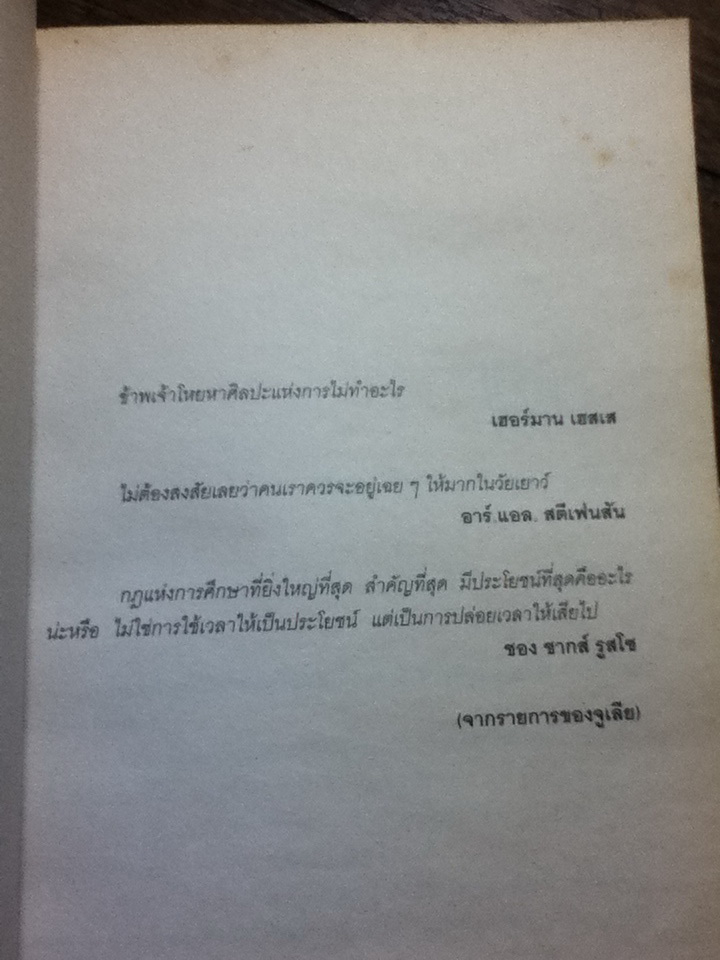 ข้าพเจ้าโหยหาศิลปะแห่งการไม่ทำอะไร
เฮอร์มาน เฮสเส
ไม่ต้องสงสัยเลยว่าคนเราควรจะอยู่เฉย ๆ ให้มากในวัยเยาว์
อาร์.แอล. สตีเฟนสัน
กฎแห่งการศึกษาที่ยิ่งใหญ่ที่สุด สำคัญที่สุด มีประโยชน์ที่สุดคืออะไร
น่ะหรือ ไม่ใช่การใช้เวลาให้เป็นประโยชน์ แต่เป็นการปล่อยเวลาให้เสียไป
ชอง ชากส์ รูสโซ
(จากรายการของจูเลีย)